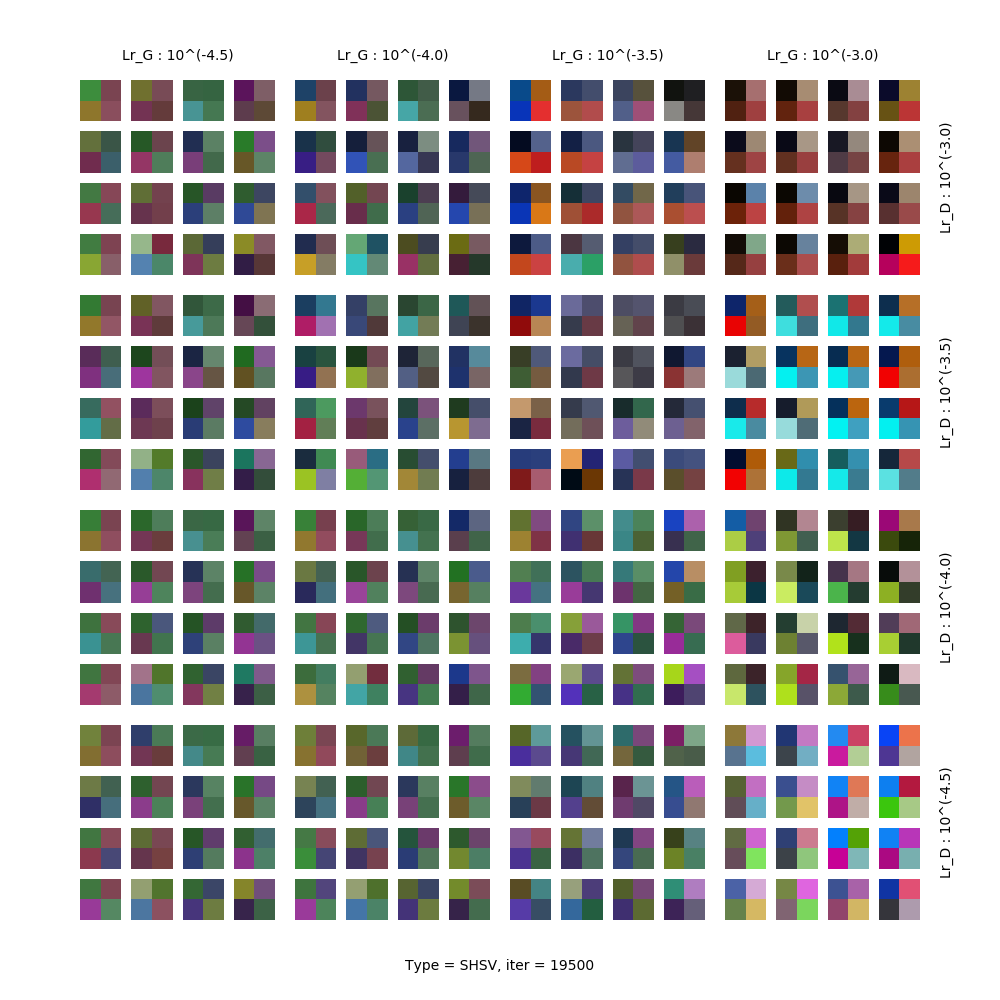 Lr_G : 10^(-4.5)
Lr_G : 10^(-4.0)
Lr_G : 10^(-3.5)
Lr_G : 10^(-3.0)
Lr_D : 10^(-3.0)
Lr_D : 10^(-3.5)
Lr_D : 10^(-4.0)
Lr_D : 10^(-4.5)
Type = SHSV, iter = 19500